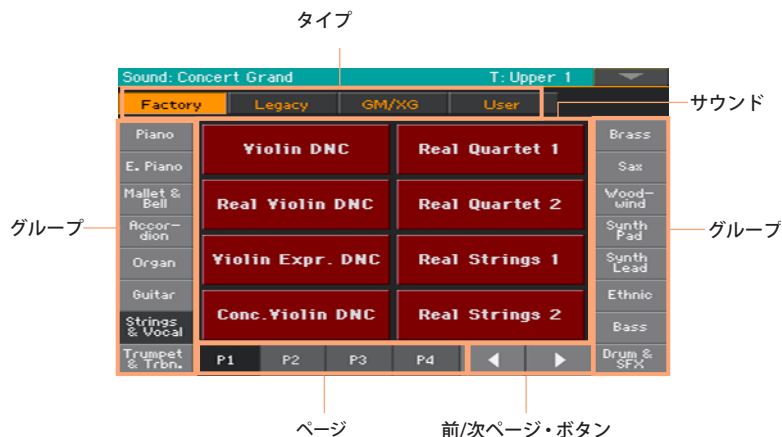 タイプ
Sound: Concert Grand T: Upper 1
Factory Legacy GM/XG User
サウンド
グループ
Piano
E. Piano
Mallet &
Bell
Accor-
dion
Organ
Guitar
Strings
& Vocal
Trumpet
& Trbn.
Violin DNC Real Quartet 1
Real Violin DNC Real Quartet 2
Violin Expr. DNC Real Strings 1
Conc.Violin DNC Real Strings 2
Brass
Sax
Wood-
wind
Synth
Pad
Synth
Lead
Ethnic
Bass
Drum &
SFX
グループ
P1 P2 P3 P4
ページ
前/次ページ・ボタン